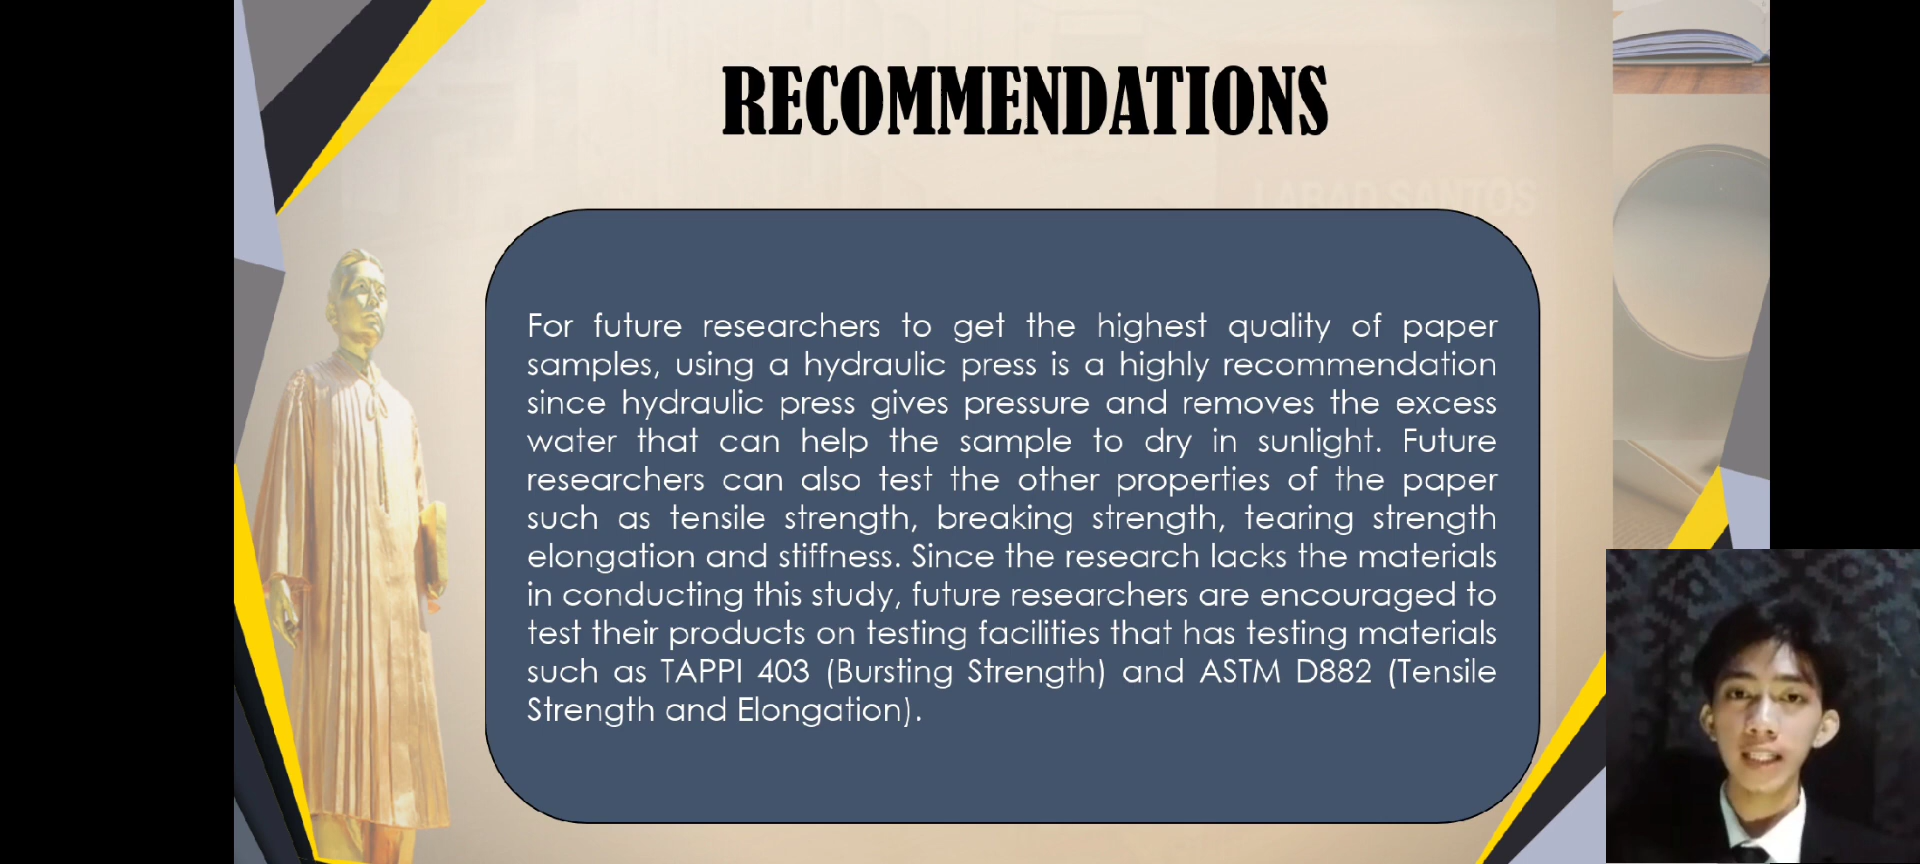 RECOMMENDATIONS
LABAD SANTOS
For future researchers to get the highest quality of paper
samples, using a hydraulic press is a highly recommendation
since hydraulic press gives pressure and removes the excess
water that can help the sample to dry in sunlight. Future
researchers can also test the other properties of the paper
such as tensile strength, breaking strength, tearing strength
elongation and stiffness. Since the research lacks the materials
in conducting this study, future researchers are encouraged to
test their products on testing facilities that has testing materials
such as TAPPI 403 (Bursting Strength) and ASTM D882 (Tensile
Strength and Elongation).